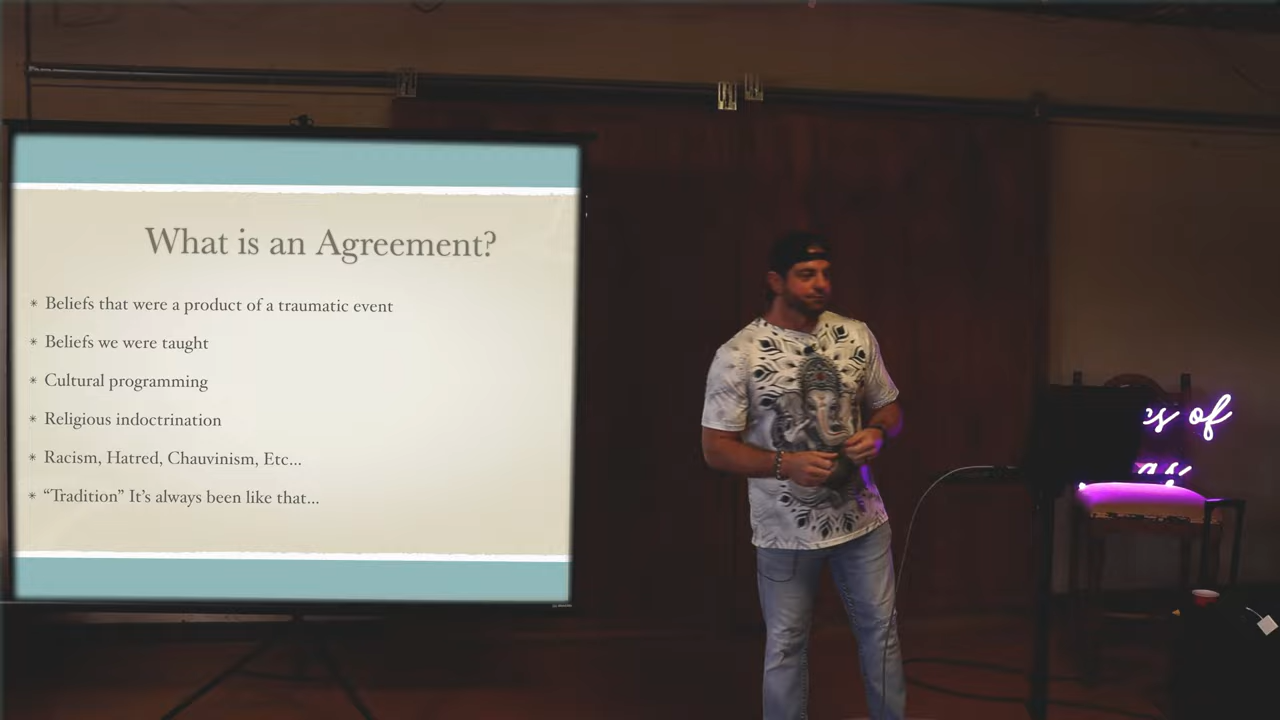 What is an Agreement?
* Beliefs that were a product of a traumatic event
* Beliefs we were taught
* Cultural programming
* Religious indoctrination
* Racism, Hatred, Chauvinism, Etc...
* “Tradition” It’s always been like that...
of